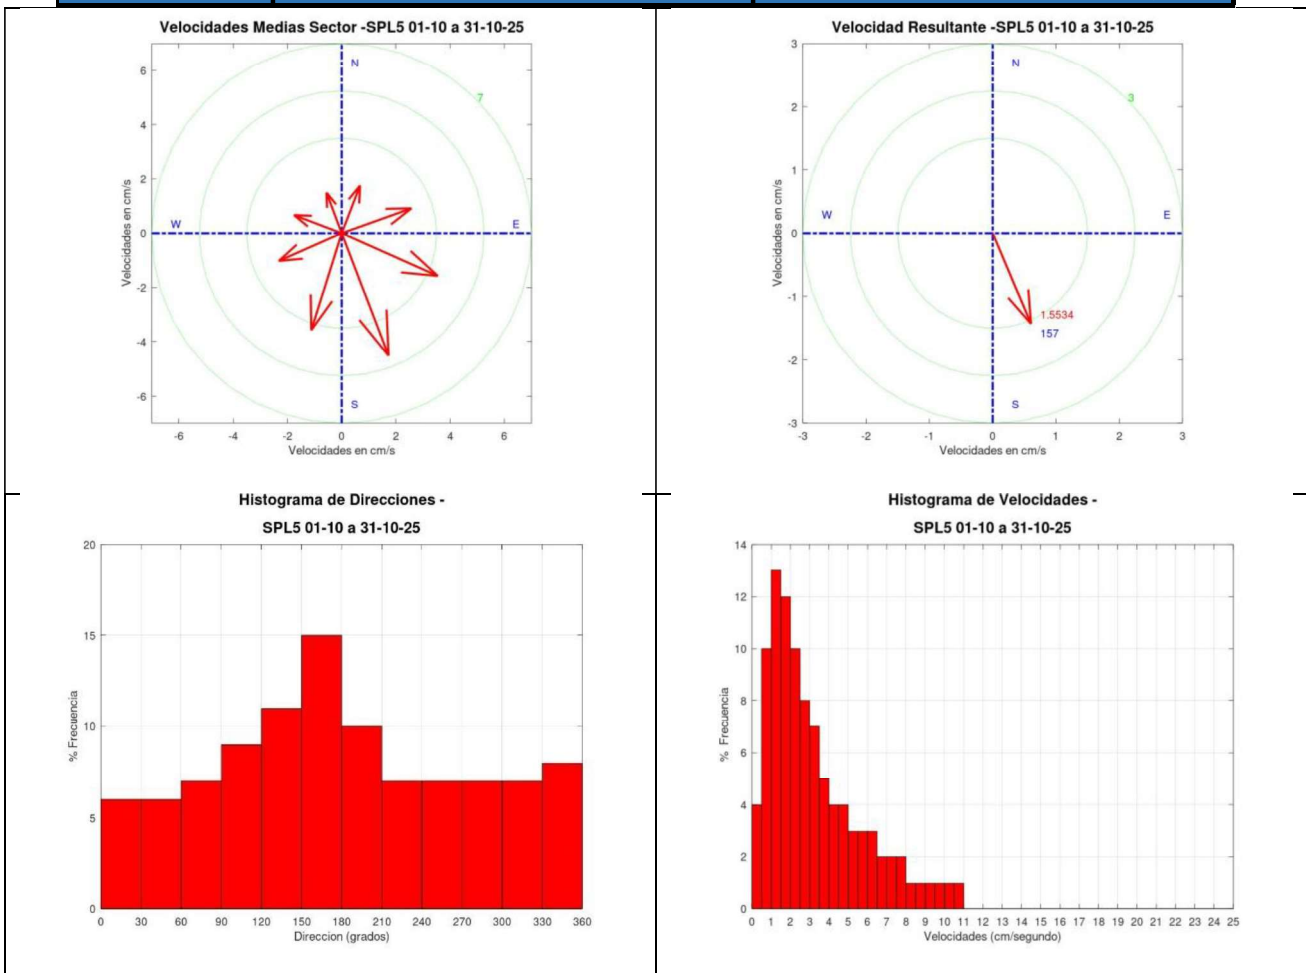 Velocidades Medias Sector -SPL5 01-10 a 31-10-25
6
4
2
0
-2
-4
-6
Velocidades en cm/s
N
7
W
E
S
-6 -4 -2 0 2 4 6
Velocidades en cm/s
Velocidad Resultante -SPL5 01-10 a 31-10-25
3
2
1
0
-1
-2
-3
Velocidades en cm/s
N
3
W
E
1.5534
157
S
-3 -2 -1 0 1 2 3
Velocidades en cm/s
Histograma de Direcciones -
SPL5 01-10 a 31-10-25
20
15
10
5
0
% Frecuencia
0 30 60 90 120 150 180 210 240 270 300 330 360
Direccion (grados)
Histograma de Velocidades -
SPL5 01-10 a 31-10-25
14
12
10
8
6
4
2
0
% Frecuencia
0 1 2 3 4 5 6 7 8 9 10 11 12 13 14 15 16 17 18 19 20 21 22 23 24 25
Velocidades (cm/segundo)